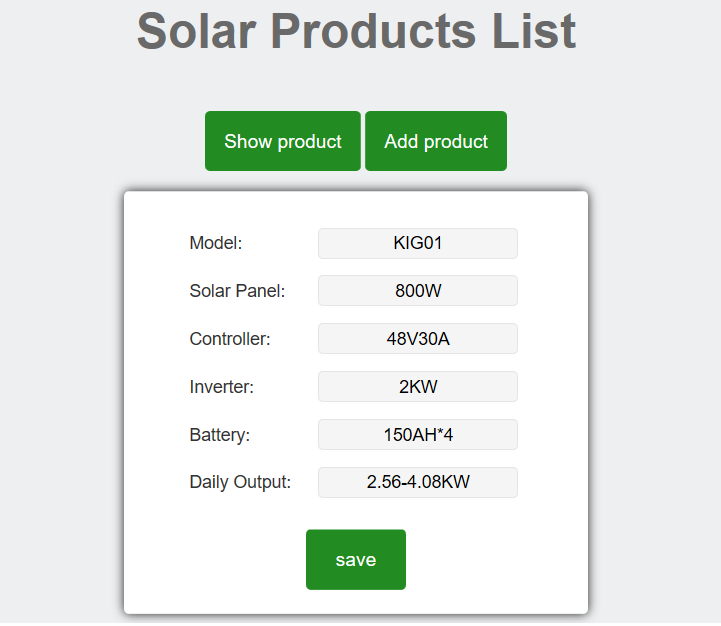 Solar Products List
Show product Add product
Model: KIG01
Solar Panel: 800W
Controller: 48V30A
Inverter: 2KW
Battery: 150AH*4
Daily Output: 2.56-4.08KW
save